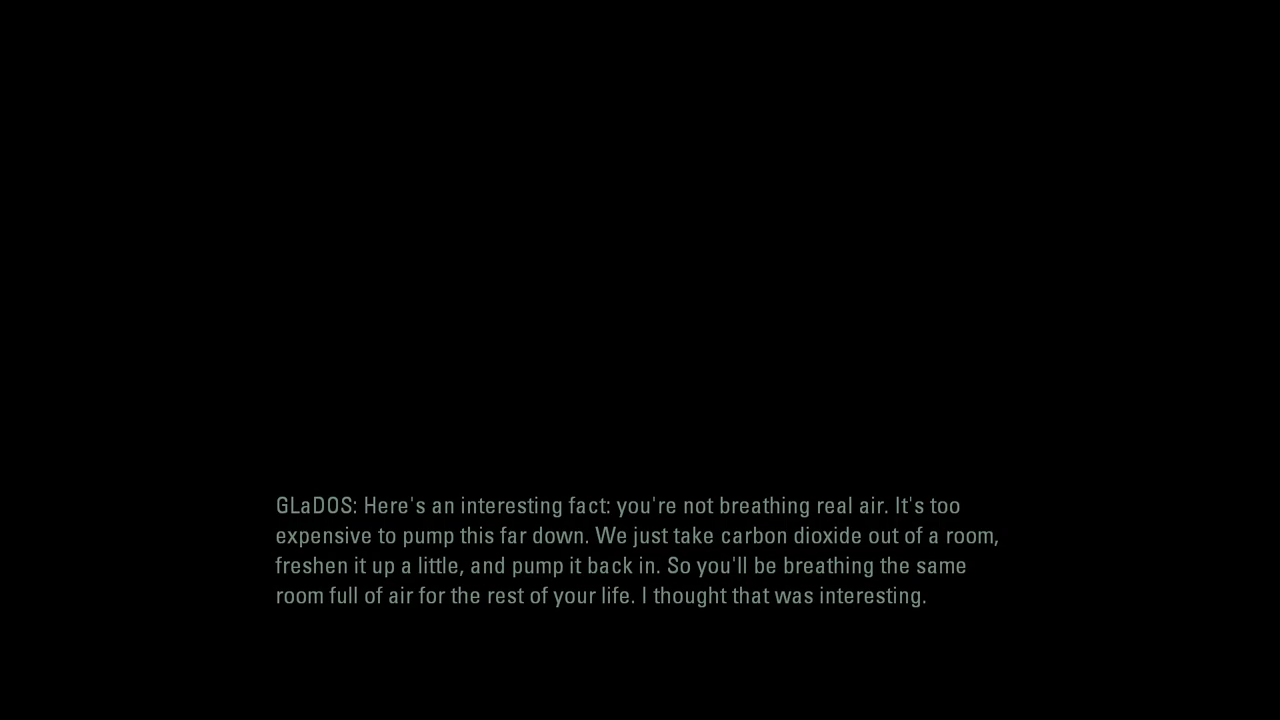 GLaDOS: Here's an interesting fact: you're not breathing real air. It's too
expensive to pump this far down. We just take carbon dioxide out of a room,
freshen it up a little, and pump it back in. So you'll be breathing the same
room full of air for the rest of your life. I thought that was interesting.